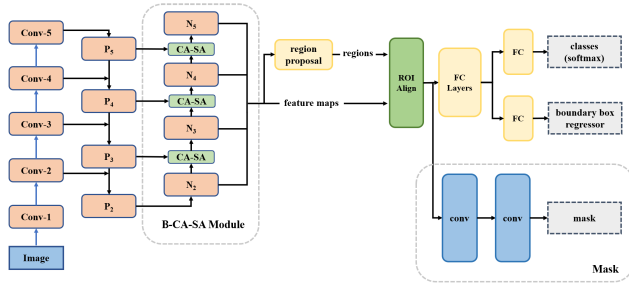 Conv-5
Conv-4
Conv-3
Conv-2
Conv-1
Image
P5
P4
P3
P2
N5
CA-SA
N4
CA-SA
N3
CA-SA
N2
B-CA-SA Module
region
proposal
regions
feature maps
ROI
Align
FC
Layers
FC
FC
classes
(softmax)
boundary box
regressor
conv
conv
mask
Mask